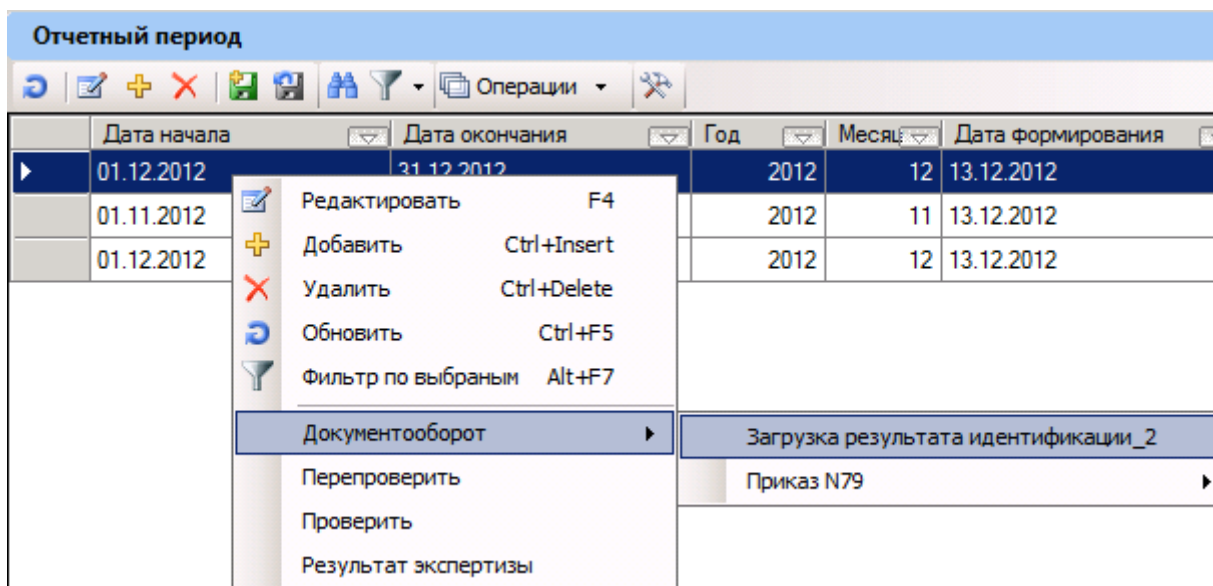 Отчетный период
Операции
Дата начала Дата окончания Год Месяц Дата формирования
01.12.2012 31.12.2012 2012 12 13.12.2012
01.11.2012 2012 11 13.12.2012
01.12.2012 2012 12 13.12.2012
Редактировать F4
Добавить Ctrl+Insert
Удалить Ctrl+Delete
Обновить Ctrl+F5
Фильтр по выбраным Alt+F7
Документооборот Загрузка результата идентификации_2
Перепроверить Приказ N79
Проверить
Результат экспертизы